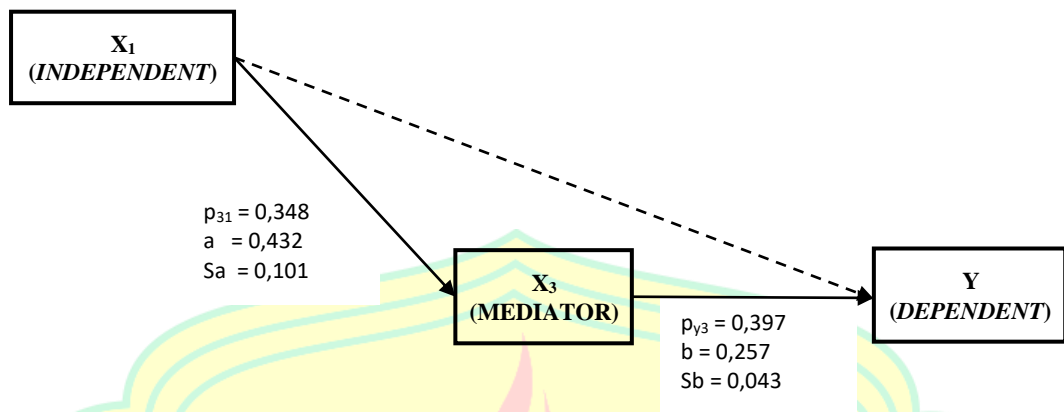 X₁
(INDEPENDENT)
p₃₁ = 0,348
a = 0,432
Sa = 0,101
X₃
(MEDIATOR)
pᵧ₃ = 0,397
b = 0,257
Sb = 0,043
Y
(DEPENDENT)